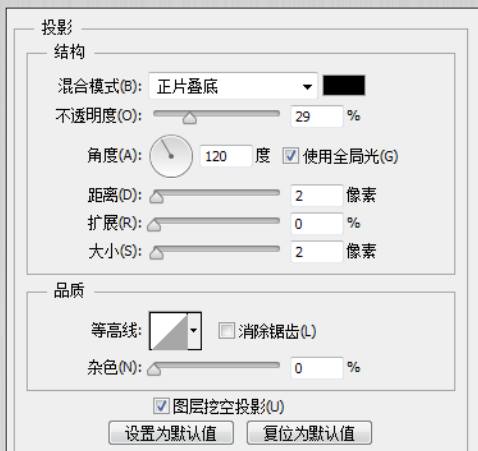 投影
结构
混合模式(B): 正片叠底
不透明度(O): 29 %
角度(A): 120 度 使用全局光(G)
距离(D): 2 像素
扩展(R): 0 %
大小(S): 2 像素
品质
等高线: 消除锯齿(L)
杂色(N): 0 %
图层挖空投影(U)
设置为默认值 复位为默认值